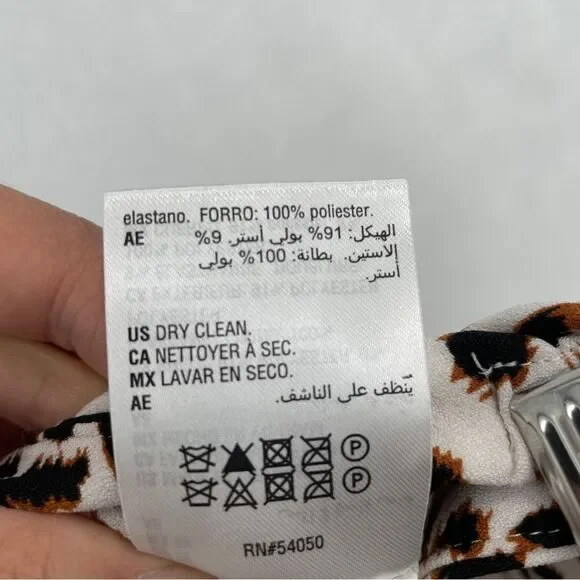 elastano. FORRO: 100% poliester.
AE الهيكل: 91% بولي أستر. 9%
إلاستين. بطانة: 100% بولي
أستر.
US DRY CLEAN.
CA NETTOYER À SEC.
MX LAVAR EN SECO.
AE يُنظف على الناشف.
P
P
RN#54050